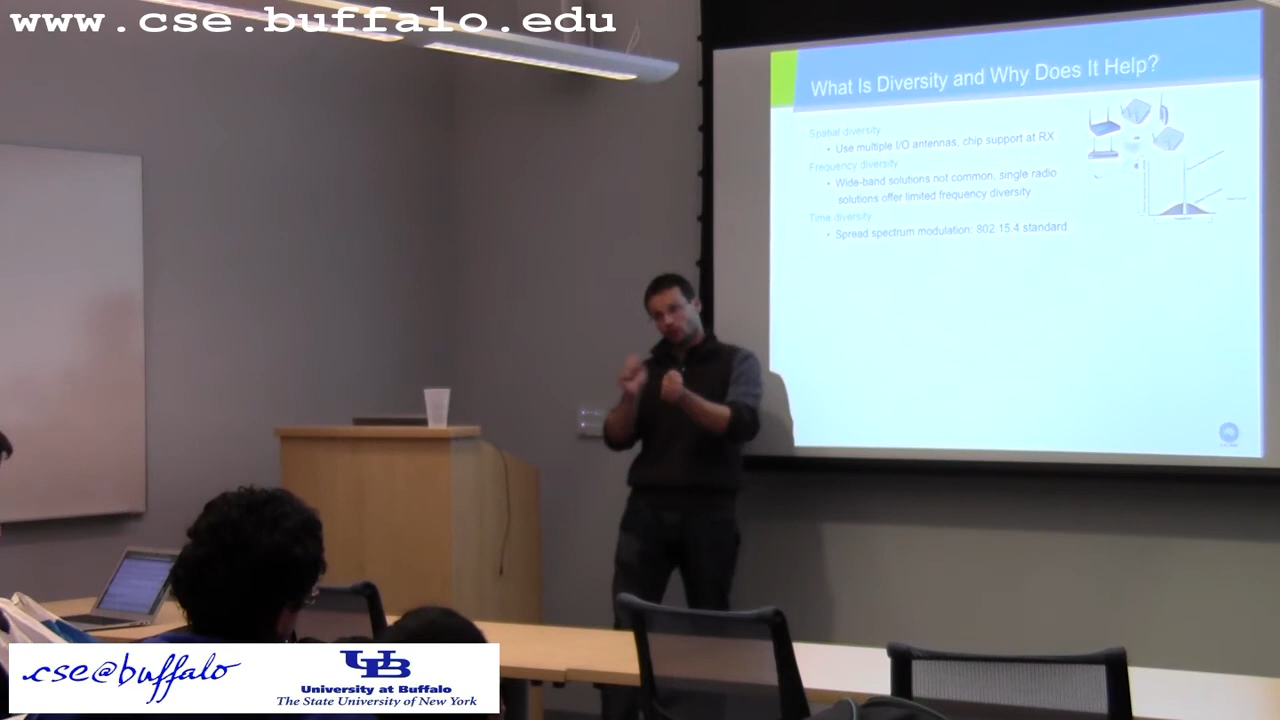 www.cse.buffalo.edu
What Is Diversity and Why Does It Help?
Spatial diversity
• Use multiple I/O antennas, chip support at RX
Frequency diversity
• Wide-band solutions not common, single radio
solutions offer limited frequency diversity
Time diversity
• Spread spectrum modulation: 802.15.4 standard
.cse@buffalo
UB
University at Buffalo
The State University of New York